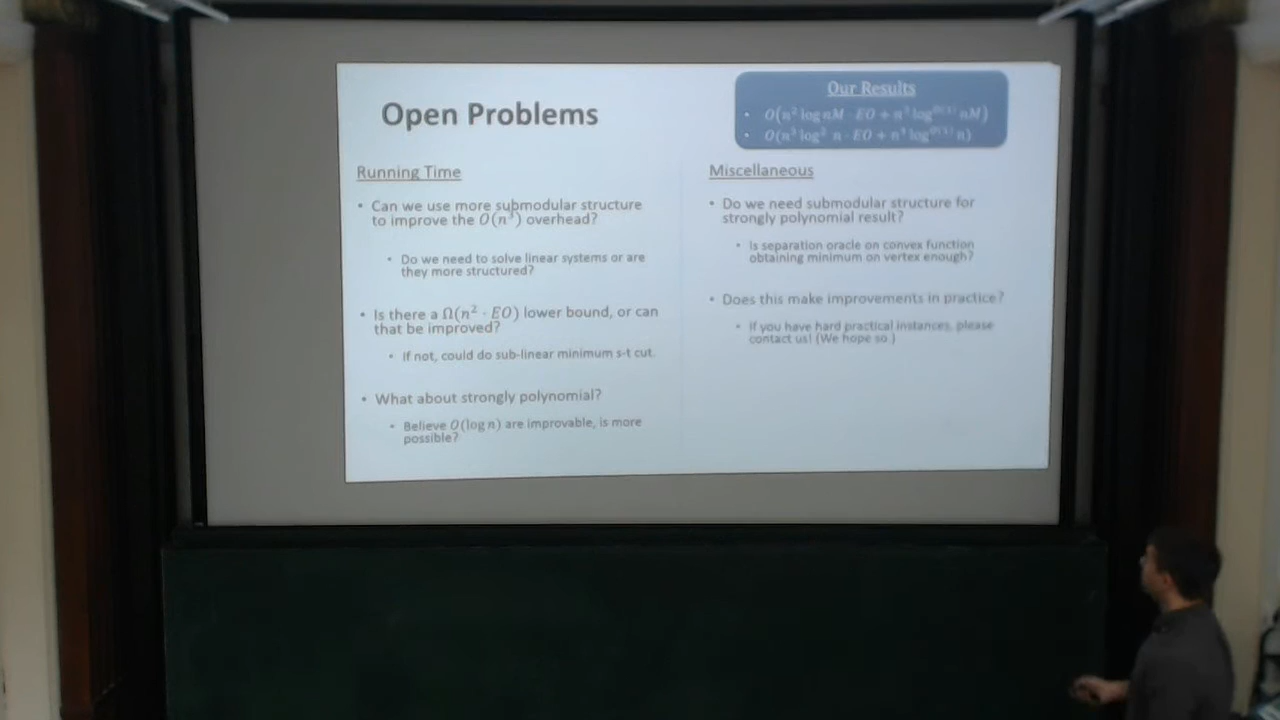 Open Problems
Our Results
• O(n² log nM · EO + n³ log^O(1) nM)
• O(n³ log² n · EO + n⁴ log^O(1) n)
Running Time
• Can we use more submodular structure
to improve the O(n³) overhead?
• Do we need to solve linear systems or are
they more structured?
• Is there a Ω(n² · EO) lower bound, or can
that be improved?
• If not, could do sub-linear minimum s-t cut.
• What about strongly polynomial?
• Believe O(log n) are improvable, is more
possible?
Miscellaneous
• Do we need submodular structure for
strongly polynomial result?
• Is separation oracle on convex function
obtaining minimum on vertex enough?
• Does this make improvements in practice?
• If you have hard practical instances, please
contact us! (We hope so )